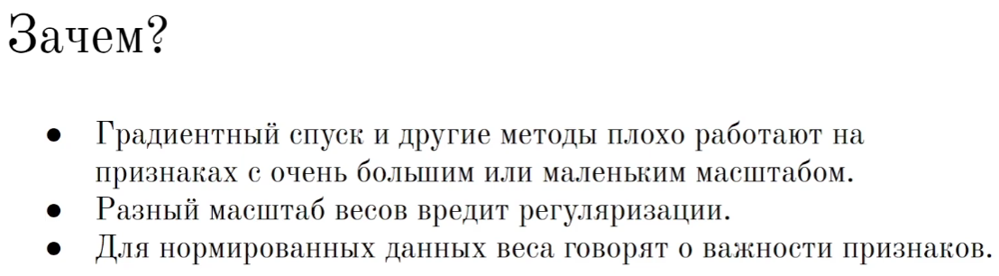 Зачем?
● Градиентный спуск и другие методы плохо работают на
признаках с очень большим или маленьким масштабом.
● Разный масштаб весов вредит регуляризации.
● Для нормированных данных веса говорят о важности признаков.